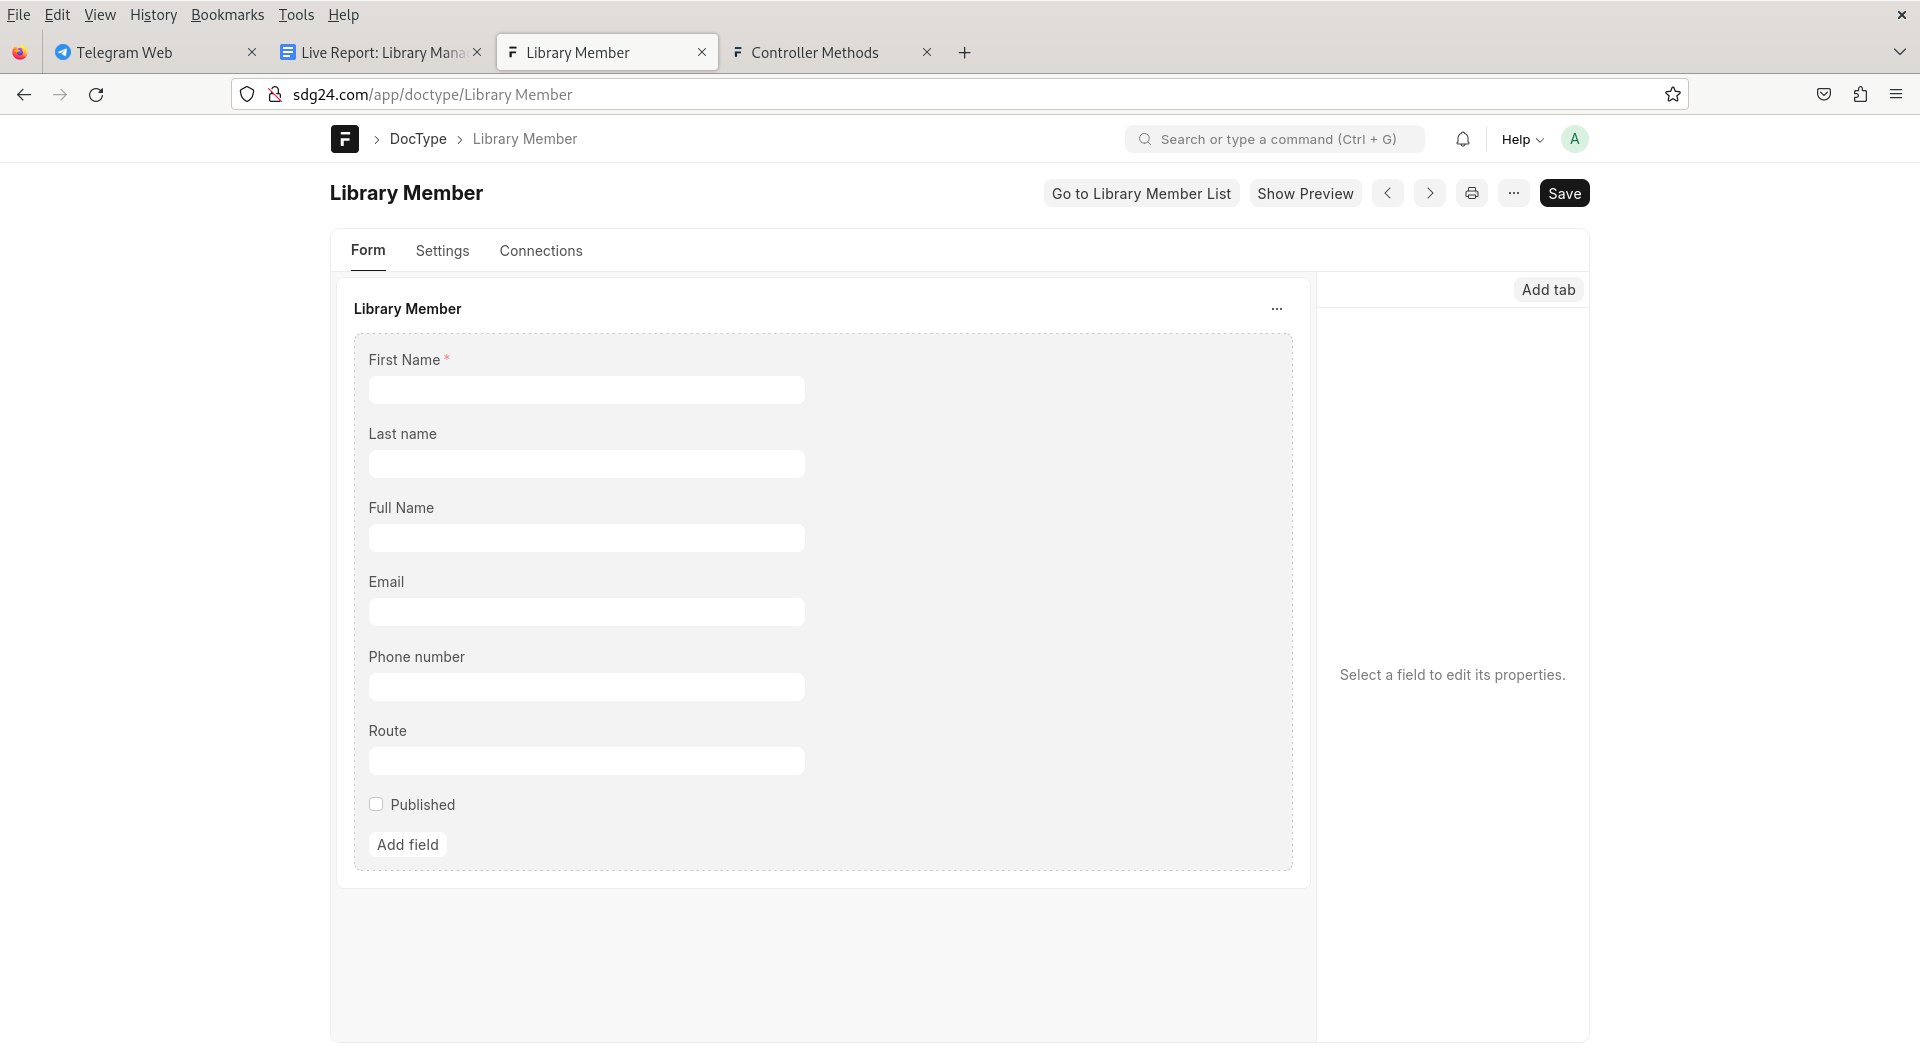 File Edit View History Bookmarks Tools Help
Telegram Web
Live Report: Library Mana
Library Member
Controller Methods
sdg24.com/app/doctype/Library Member
DocType
Library Member
Search or type a command (Ctrl + G)
Help
A
Library Member
Go to Library Member List
Show Preview
Save
Form
Settings
Connections
Add tab
Library Member
First Name *
Last name
Full Name
Email
Phone number
Select a field to edit its properties.
Route
Published
Add field